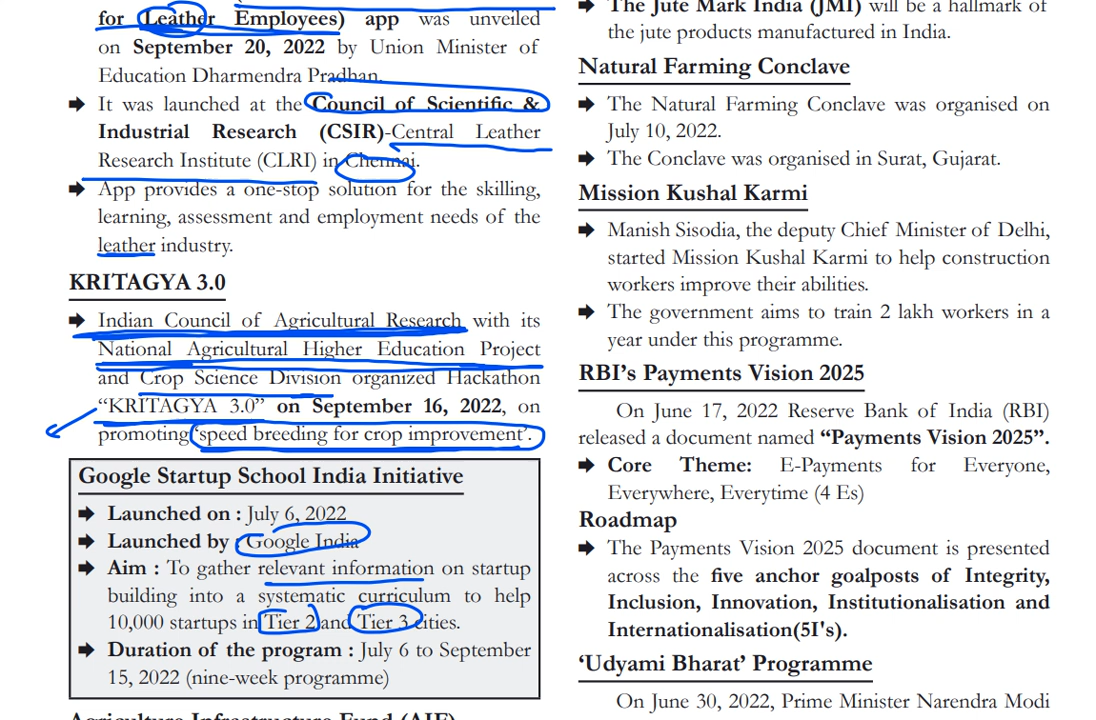 for (Leather Employees) app was unveiled
on September 20, 2022 by Union Minister of
Education Dharmendra Pradhan.
➡ It was launched at the Council of Scientific &
Industrial Research (CSIR)-Central Leather
Research Institute (CLRI) in Chennai.
➡ App provides a one-stop solution for the skilling,
learning, assessment and employment needs of the
leather industry.
KRITAGYA 3.0
➡ Indian Council of Agricultural Research with its
National Agricultural Higher Education Project
and Crop Science Division organized Hackathon
“KRITAGYA 3.0” on September 16, 2022, on
promoting ‘speed breeding for crop improvement’.
Google Startup School India Initiative
➡ Launched on : July 6, 2022
➡ Launched by : Google India
➡ Aim : To gather relevant information on startup
building into a systematic curriculum to help
10,000 startups in Tier 2 and Tier 3 cities.
➡ Duration of the program : July 6 to September
15, 2022 (nine-week programme)
Agriculture Infrastructure Fund (AIF)
➡ The Jute Mark India (JMI) will be a hallmark of
the jute products manufactured in India.
Natural Farming Conclave
➡ The Natural Farming Conclave was organised on
July 10, 2022.
➡ The Conclave was organised in Surat, Gujarat.
Mission Kushal Karmi
➡ Manish Sisodia, the deputy Chief Minister of Delhi,
started Mission Kushal Karmi to help construction
workers improve their abilities.
➡ The government aims to train 2 lakh workers in a
year under this programme.
RBI’s Payments Vision 2025
On June 17, 2022 Reserve Bank of India (RBI)
released a document named “Payments Vision 2025”.
➡ Core Theme: E-Payments for Everyone,
Everywhere, Everytime (4 Es)
Roadmap
➡ The Payments Vision 2025 document is presented
across the five anchor goalposts of Integrity,
Inclusion, Innovation, Institutionalisation and
Internationalisation(5I's).
‘Udyami Bharat’ Programme
On June 30, 2022, Prime Minister Narendra Modi